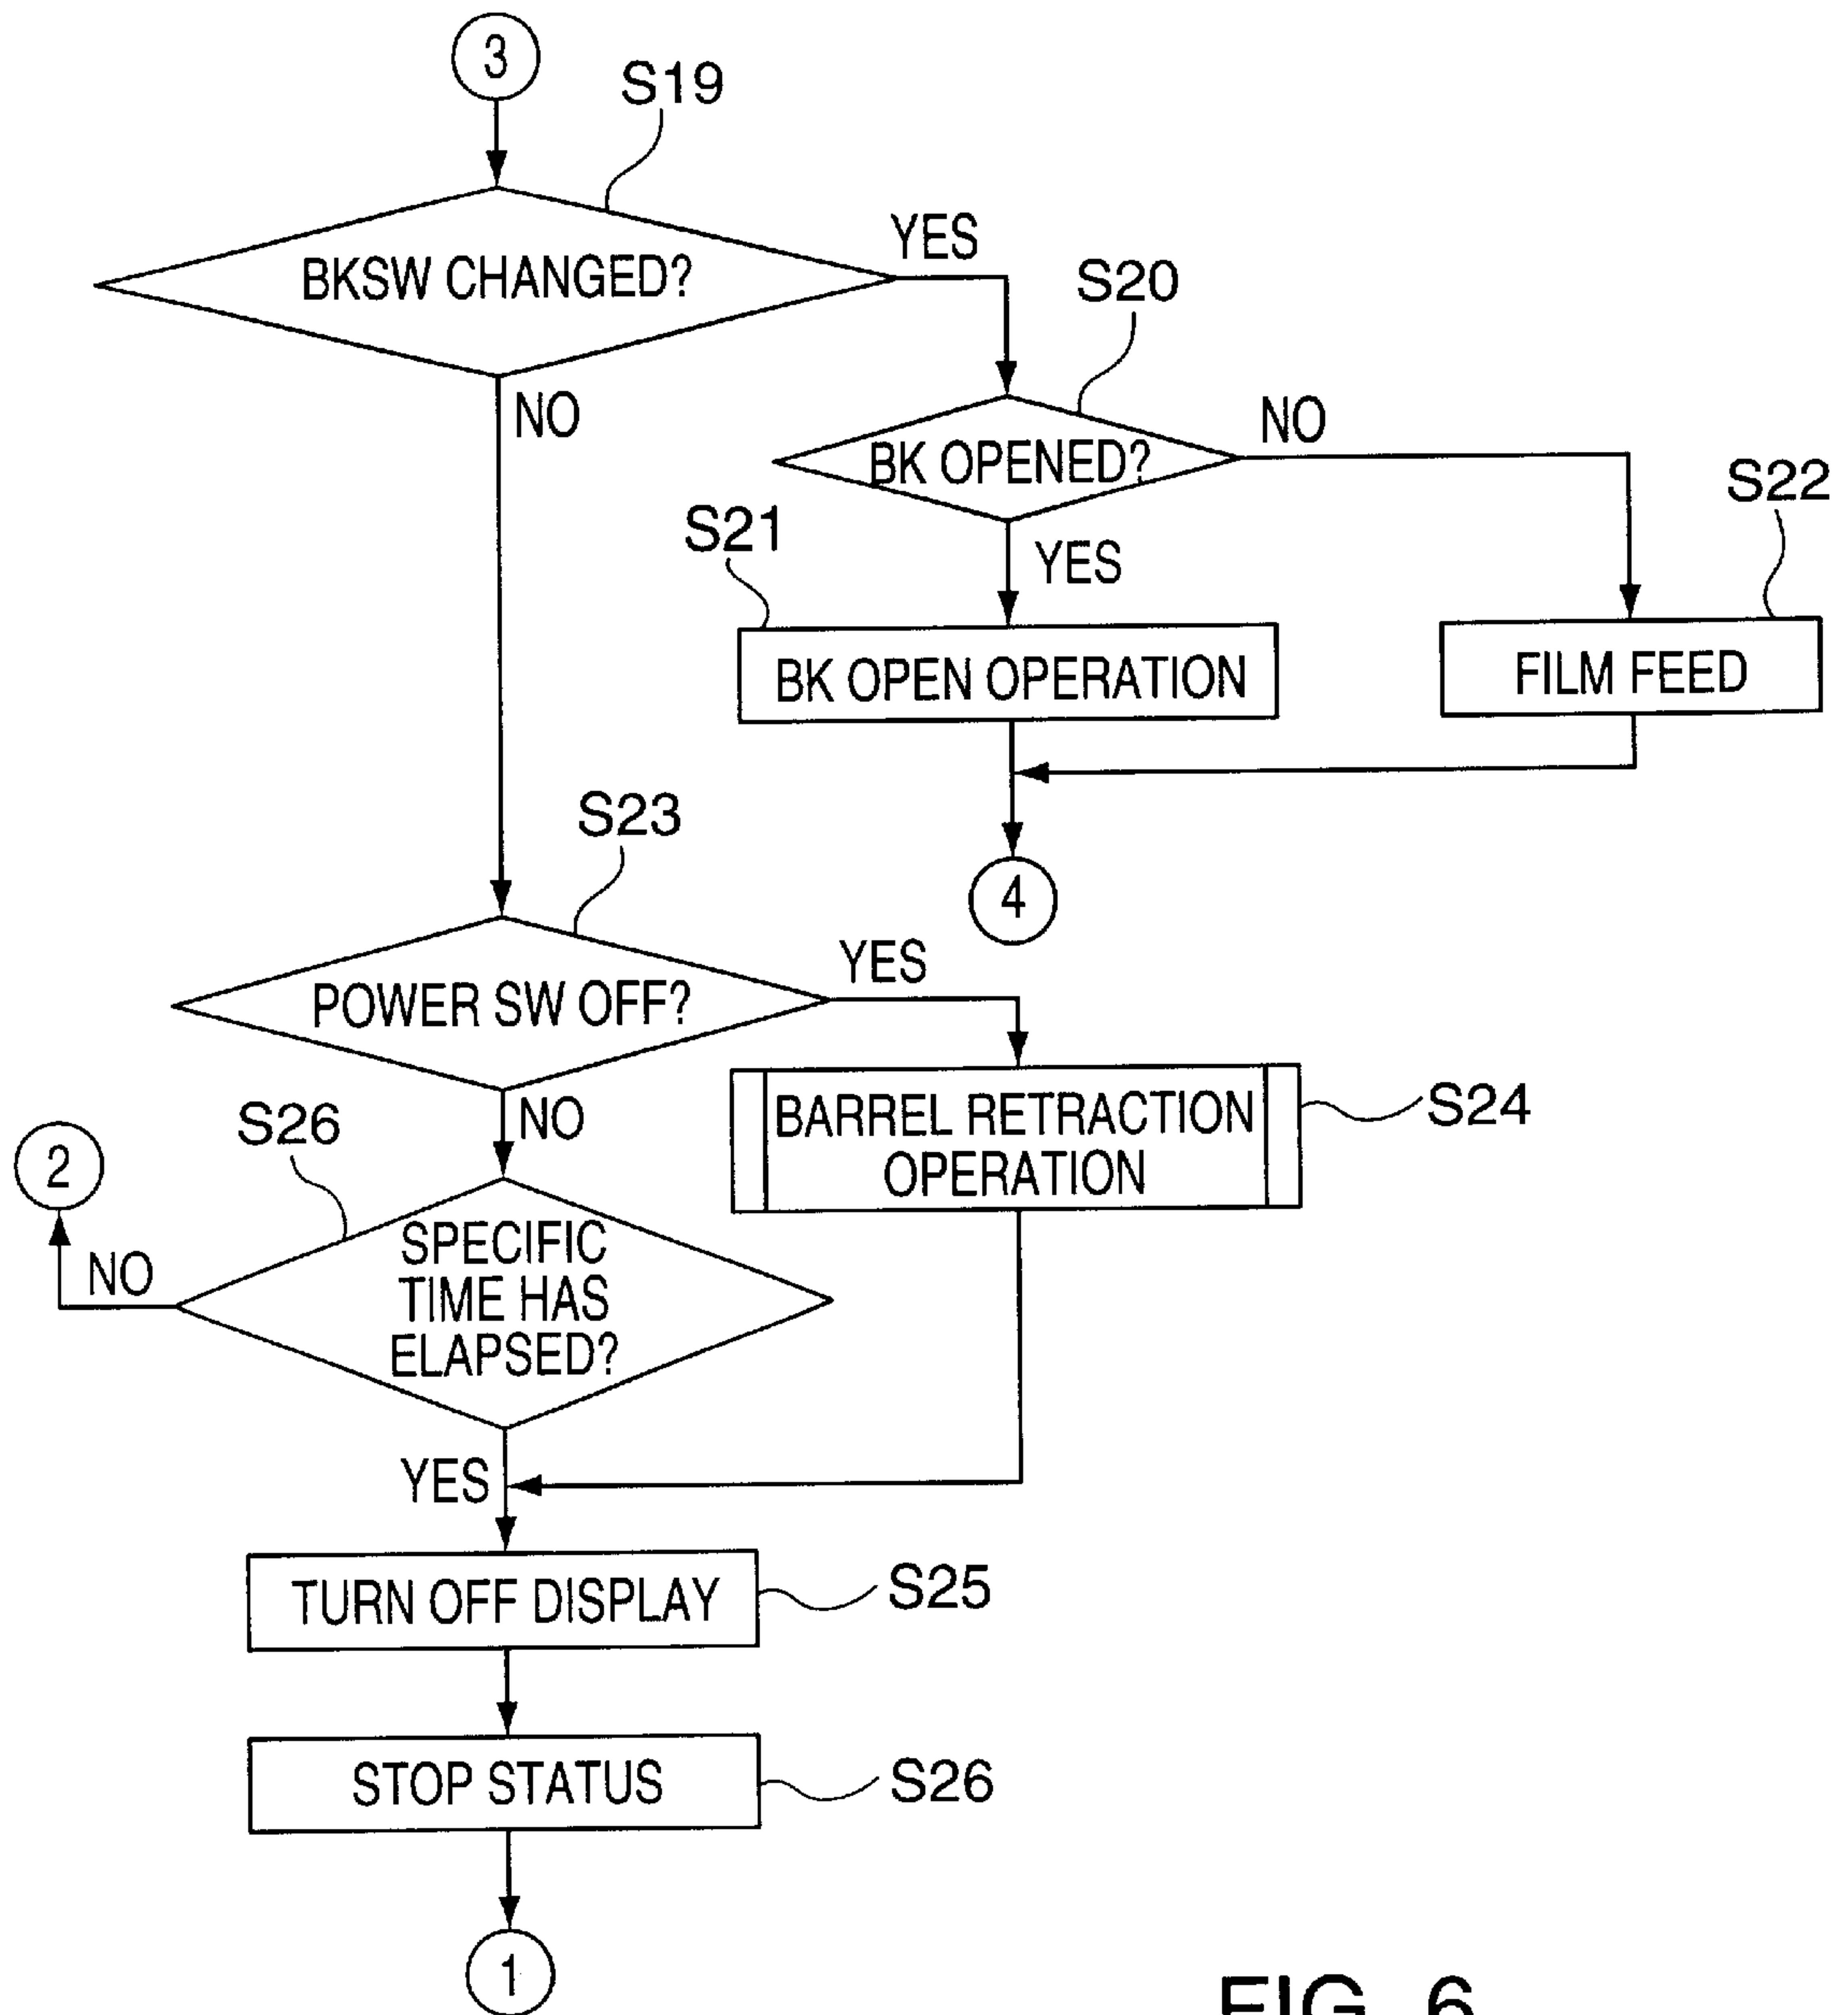 3
S19
BKSW CHANGED?
YES
NO
S20
BK OPENED?
NO
YES
S21
BK OPEN OPERATION
S22
FILM FEED
4
S23
POWER SW OFF?
YES
NO
BARREL RETRACTION
OPERATION
S24
S26
SPECIFIC
TIME HAS
ELAPSED?
NO
2
YES
TURN OFF DISPLAY
S25
STOP STATUS
S26
1
FIG. 6